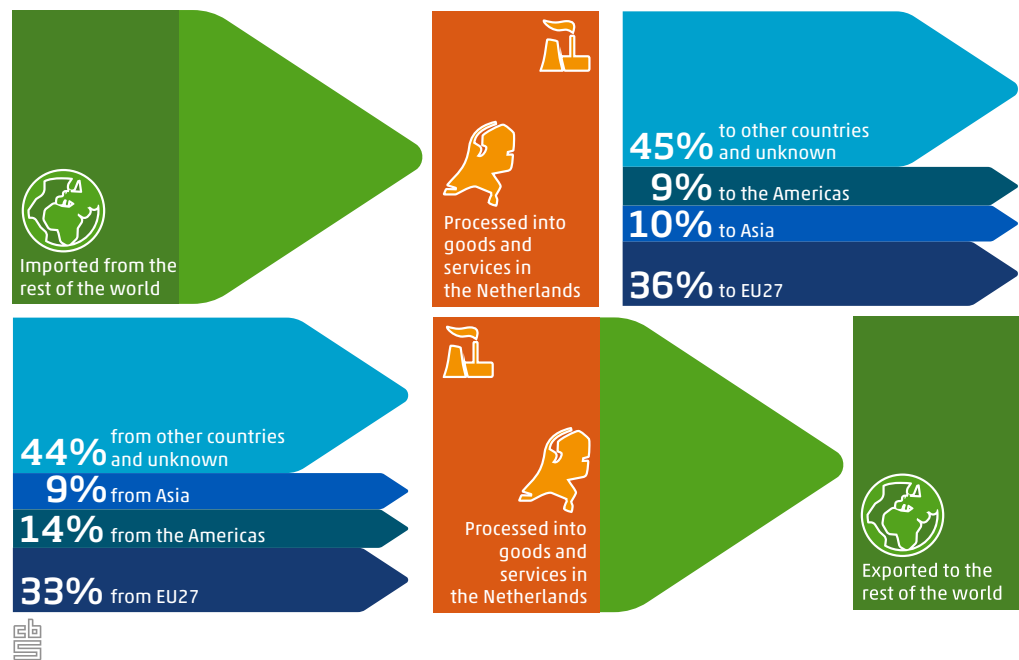 Imported from the
rest of the world
Processed into
goods and
services in
the Netherlands
45% to other countries
and unknown
9% to the Americas
10% to Asia
36% to EU27
44% from other countries
and unknown
9% from Asia
14% from the Americas
33% from EU27
Processed into
goods and
services in
the Netherlands
Exported to the
rest of the world
cbs